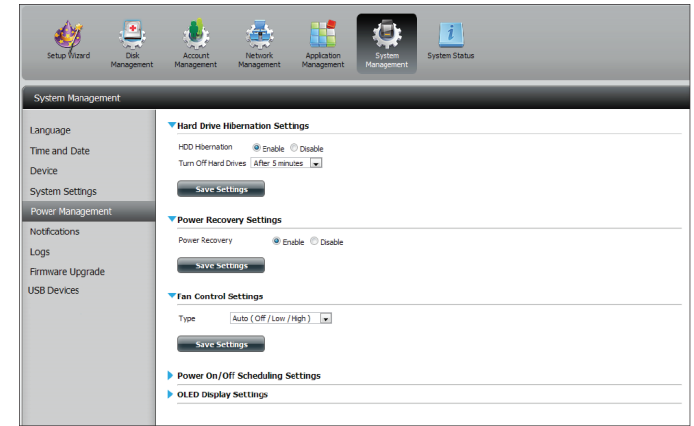 Setup Wizard
Disk
Management
Account
Management
Network
Management
Application
Management
System
Management
System Status
System Management
Language
Time and Date
Device
System Settings
Power Management
Notifications
Logs
Firmware Upgrade
USB Devices
Hard Drive Hibernation Settings
HDD Hibernation Enable Disable
Turn Off Hard Drives After 5 minutes
Save Settings
Power Recovery Settings
Power Recovery Enable Disable
Save Settings
Fan Control Settings
Type Auto ( Off / Low / High )
Save Settings
Power On/Off Scheduling Settings
OLED Display Settings